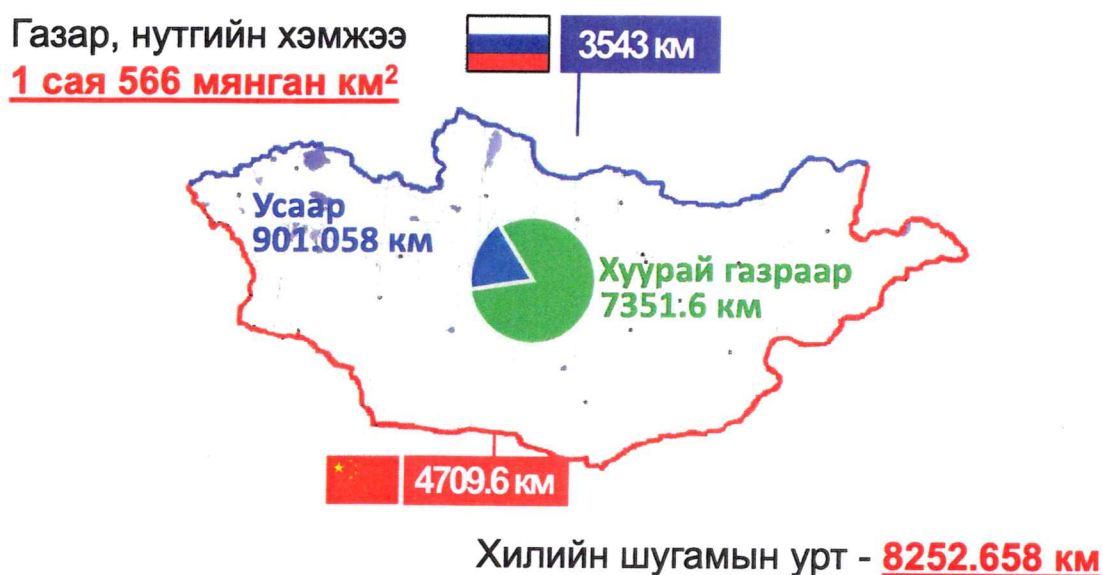 Газар, нутгийн хэмжээ
1 сая 566 мянган км²
3543 км
Усаар
901.058 км
Хуурай газраар
7351.6 км
4709.6 км
Хилийн шугамын урт - 8252.658 км